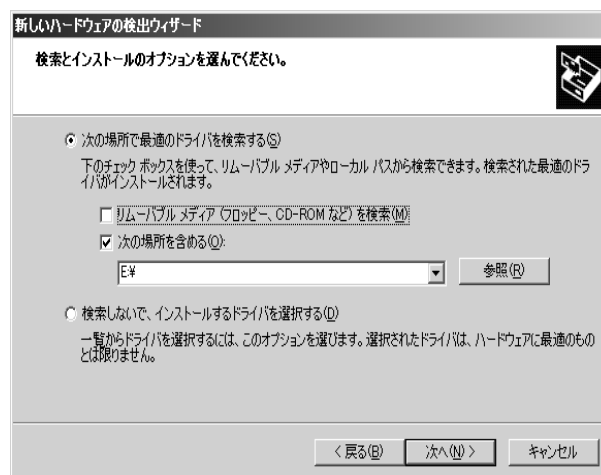 新しいハードウェアの検出ウィザード
検索とインストールのオプションを選んでください。
次の場所で最適のドライバを検索する(S)
下のチェック ボックスを使って、リムーバブル メディアやローカル パスから検索できます。検索された最適のドラ
イバがインストールされます。
リムーバブル メディア (フロッピー、CD-ROM など) を検索(M)
次の場所を含める(O):
E:¥
参照(R)
検索しないで、インストールするドライバを選択する(D)
一覧からドライバを選択するには、このオプションを選びます。選択されたドライバは、ハードウェアに最適のもの
とは限りません。
< 戻る(B) 次へ(N) > キャンセル